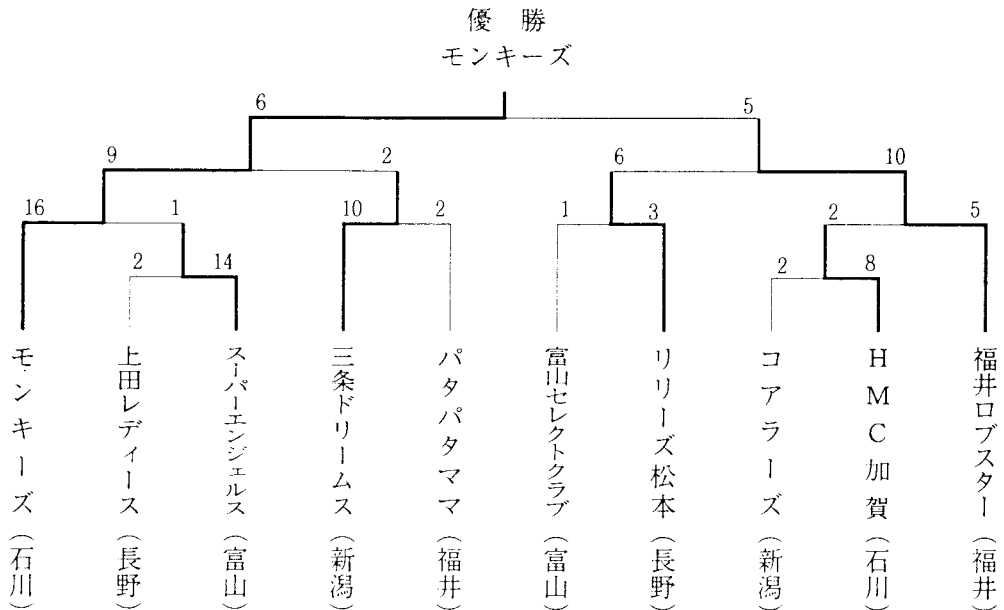 優勝
モンキーズ
6 5
9 2 6 10
16 1 10 2 1 3 2 5
2 14 2 8
モンキーズ（石川）
上田レディース（長野）
スーパーエンジェルス（富山）
三条ドリームス（新潟）
パタパタママ（福井）
富山セレクトクラブ（富山）
リリーズ松本（長野）
コアラーズ（新潟）
HMC加賀（石川）
福井ロブスター（福井）